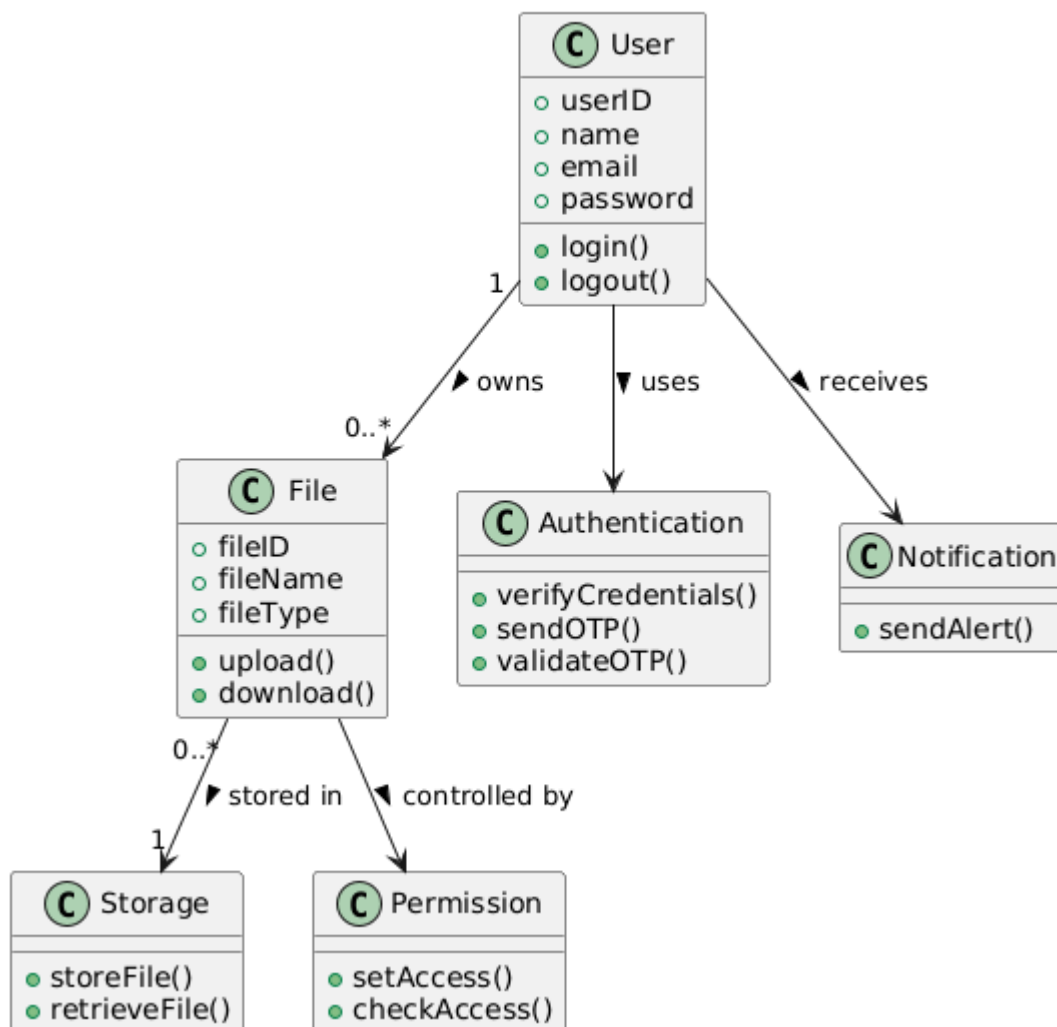 C User
userID
name
email
password
login()
logout()
1
owns
uses
receives
0..*
C File
fileID
fileName
fileType
upload()
download()
C Authentication
verifyCredentials()
sendOTP()
validateOTP()
C Notification
sendAlert()
0..*
stored in
controlled by
1
C Storage
storeFile()
retrieveFile()
C Permission
setAccess()
checkAccess()